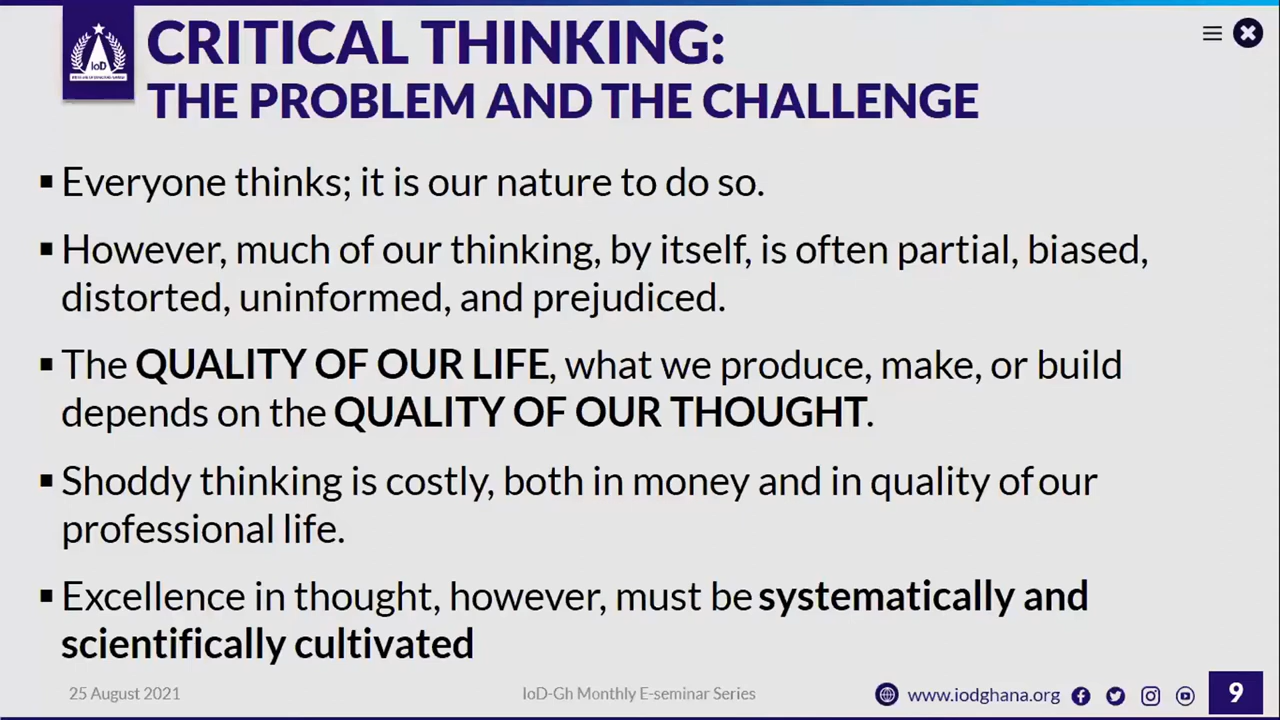 CRITICAL THINKING:
THE PROBLEM AND THE CHALLENGE
IoD
▪ Everyone thinks; it is our nature to do so.
▪ However, much of our thinking, by itself, is often partial, biased,
distorted, uninformed, and prejudiced.
▪ The QUALITY OF OUR LIFE, what we produce, make, or build
depends on the QUALITY OF OUR THOUGHT.
▪ Shoddy thinking is costly, both in money and in quality of our
professional life.
▪ Excellence in thought, however, must be systematically and
scientifically cultivated
25 August 2021
IoD-Gh Monthly E-seminar Series
www.iodghana.org
9